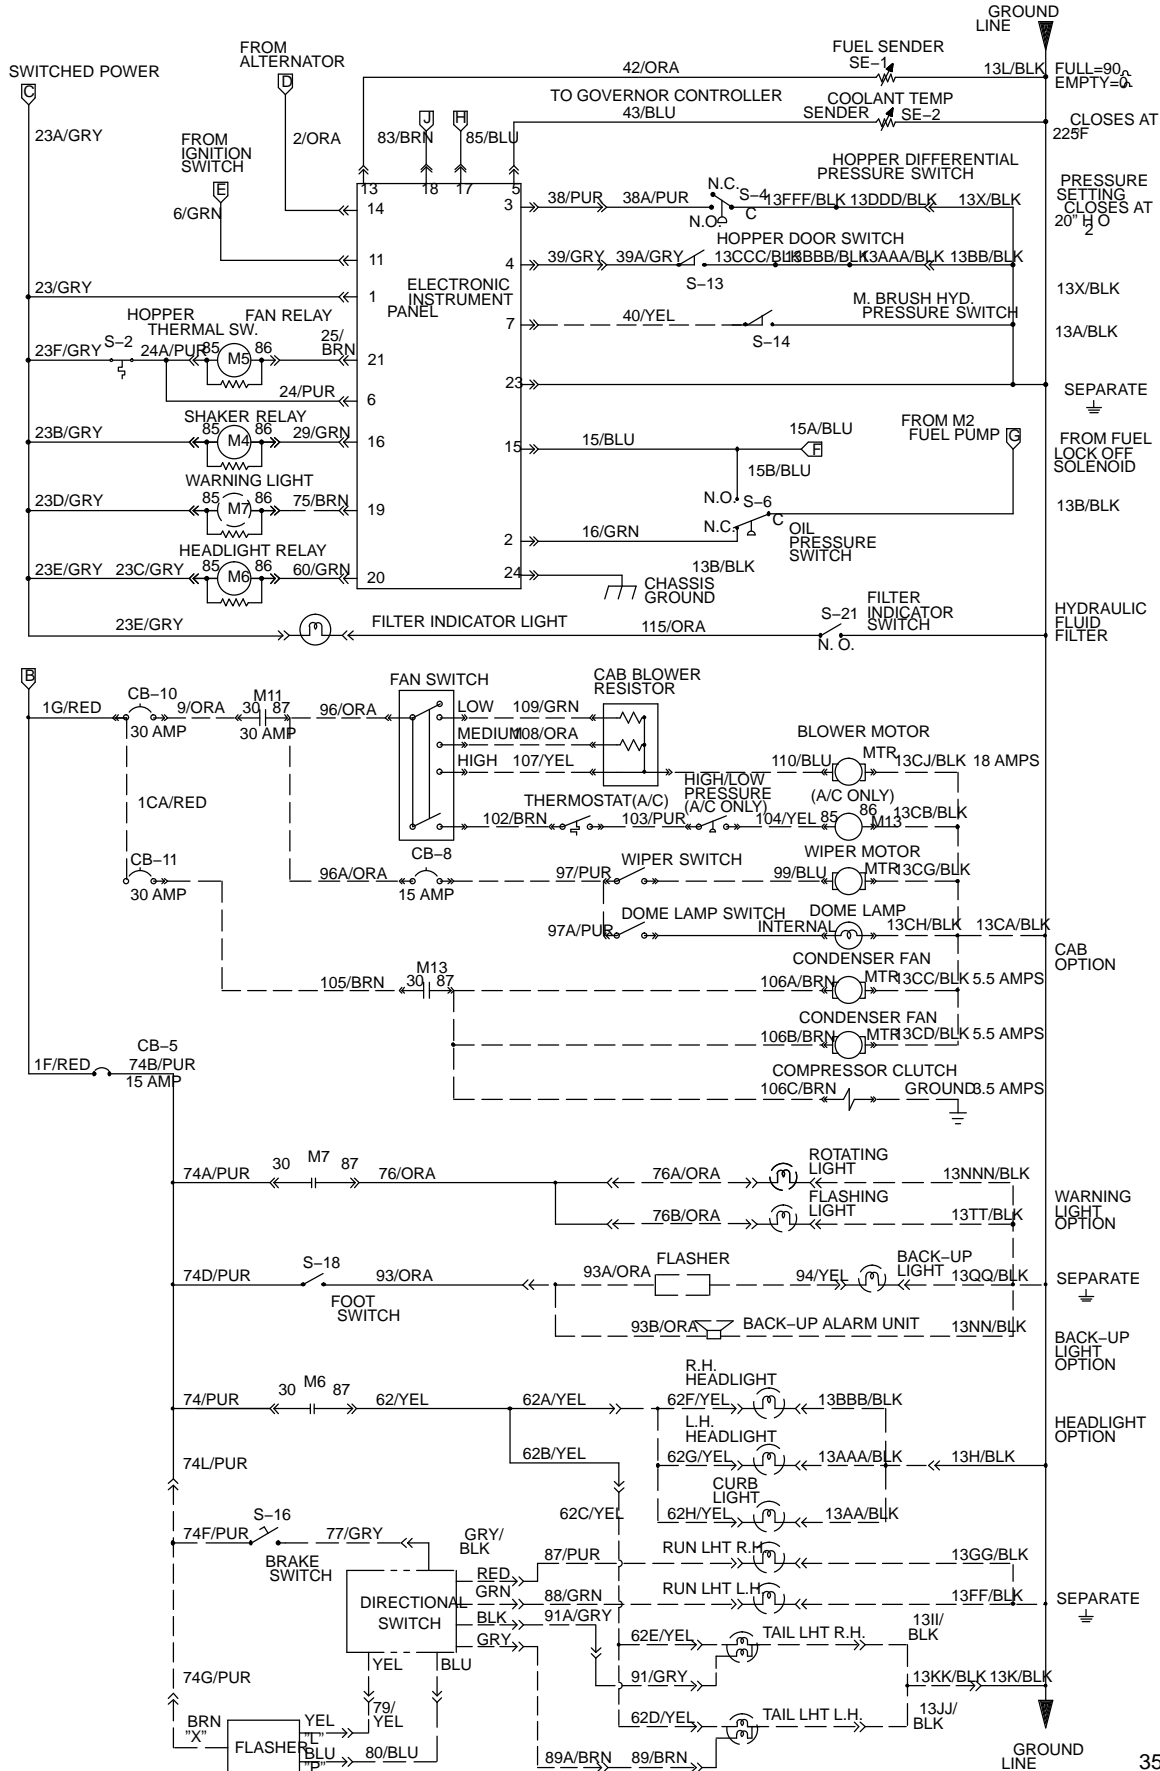 GROUND
LINE
FROM
ALTERNATOR
FUEL SENDER
SE-1
SWITCHED POWER
C
D
42/ORA
13L/BLK
FULL=90Ω
EMPTY=0Ω
TO GOVERNOR CONTROLLER
COOLANT TEMP
SENDER
SE-2
J
H
43/BLU
CLOSES AT
225F
23A/GRY
FROM
IGNITION
SWITCH
2/ORA
83/BRN
85/BLU
E
HOPPER DIFFERENTIAL
PRESSURE SWITCH
13
18
17
5
N.C.
S-4
PRESSURE
SETTING
CLOSES AT
20" H O
2
6/GRN
14
3
38/PUR
38A/PUR
N.O.
C
13FFF/BLK
13DDD/BLK
13X/BLK
HOPPER DOOR SWITCH
11
4
39/GRY
39A/GRY
13CCC/BLK
13BBB/BLK
13AAA/BLK
13BB/BLK
S-13
23/GRY
1
ELECTRONIC
INSTRUMENT
PANEL
13X/BLK
M. BRUSH HYD.
PRESSURE SWITCH
HOPPER
THERMAL SW.
FAN RELAY
7
40/YEL
S-14
13A/BLK
23F/GRY
S-2
24A/PUR
85
M5
86
25/
BRN
21
24/PUR
6
23
SEPARATE
SHAKER RELAY
23B/GRY
85
M4
86
29/GRN
16
15
15/BLU
15A/BLU
F
FROM M2
FUEL PUMP
G
FROM FUEL
LOCK OFF
SOLENOID
15B/BLU
WARNING LIGHT
23D/GRY
85
M7
86
75/BRN
19
N.O.
S-6
N.C.
C
13B/BLK
2
16/GRN
OIL
PRESSURE
SWITCH
HEADLIGHT RELAY
23E/GRY
23C/GRY
85
M6
86
60/GRN
20
24
13B/BLK
CHASSIS
GROUND
23E/GRY
FILTER INDICATOR LIGHT
115/ORA
S-21
N. O.
FILTER
INDICATOR
SWITCH
HYDRAULIC
FLUID
FILTER
B
1G/RED
CB-10
30 AMP
9/ORA
M11
30 87
30 AMP
96/ORA
FAN SWITCH
LOW
109/GRN
CAB BLOWER
RESISTOR
MEDIUM
108/ORA
HIGH
107/YEL
BLOWER MOTOR
110/BLU
MTR
13CJ/BLK
18 AMPS
1CA/RED
102/BRN
THERMOSTAT(A/C)
103/PUR
HIGH/LOW
PRESSURE
(A/C ONLY)
104/YEL
(A/C ONLY)
85
86
M13
13CB/BLK
CB-11
30 AMP
96A/ORA
CB-8
15 AMP
97/PUR
WIPER SWITCH
99/BLU
WIPER MOTOR
MTR
13CG/BLK
97A/PUR
DOME LAMP SWITCH
INTERNAL
DOME LAMP
13CH/BLK
13CA/BLK
CAB
OPTION
105/BRN
M13
30 87
CONDENSER FAN
106A/BRN
MTR
13CC/BLK
5.5 AMPS
CONDENSER FAN
106B/BRN
MTR
13CD/BLK
5.5 AMPS
1F/RED
CB-5
15 AMP
74B/PUR
COMPRESSOR CLUTCH
106C/BRN
GROUND
3.5 AMPS
74A/PUR
30
M7
87
76/ORA
76A/ORA
ROTATING
LIGHT
13NNN/BLK
76B/ORA
FLASHING
LIGHT
13TT/BLK
WARNING
LIGHT
OPTION
74D/PUR
S-18
FOOT
SWITCH
93/ORA
93A/ORA
FLASHER
94/YEL
BACK-UP
LIGHT
13QQ/BLK
SEPARATE
93B/ORA
BACK-UP ALARM UNIT
13NN/BLK
BACK-UP
LIGHT
OPTION
74/PUR
30
M6
87
62/YEL
62A/YEL
R.H.
HEADLIGHT
62F/YEL
13BBB/BLK
62B/YEL
L.H.
HEADLIGHT
62G/YEL
13AAA/BLK
13H/BLK
HEADLIGHT
OPTION
74L/PUR
CURB
LIGHT
62C/YEL
62H/YEL
13AA/BLK
74F/PUR
S-16
BRAKE
SWITCH
77/GRY
GRY/
BLK
RED
87/PUR
RUN LHT R.H.
13GG/BLK
DIRECTIONAL
SWITCH
GRN
88/GRN
RUN LHT L.H.
13FF/BLK
SEPARATE
BLK
91A/GRY
GRY
62E/YEL
TAIL LHT R.H.
13II/
BLK
YEL
BLU
91/GRY
13KK/BLK
13K/BLK
74G/PUR
79/
YEL
62D/YEL
TAIL LHT L.H.
13JJ/
BLK
BRN
"X"
FLASHER
YEL
"L"
BLU
"P"
80/BLU
89A/BRN
89/BRN
GROUND
LINE
35